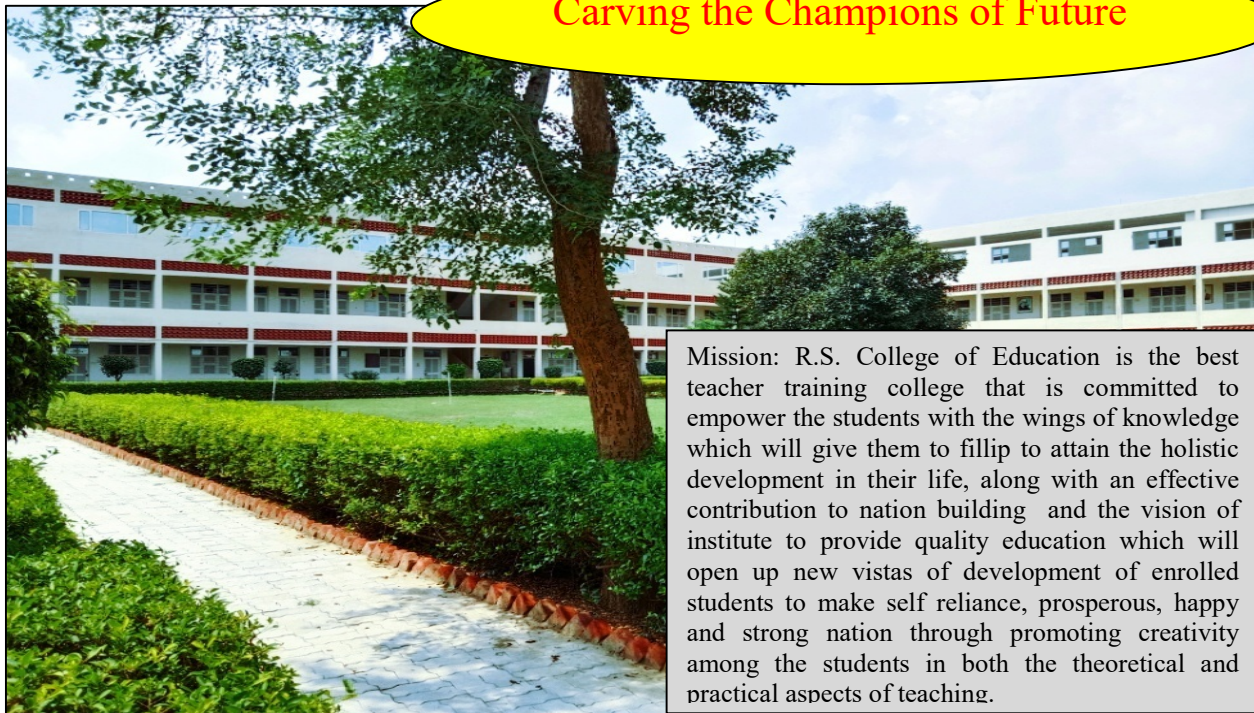 Carving the Champions of Future
Mission: R.S. College of Education is the best
teacher training college that is committed to
empower the students with the wings of knowledge
which will give them to fillip to attain the holistic
development in their life, along with an effective
contribution to nation building and the vision of
institute to provide quality education which will
open up new vistas of development of enrolled
students to make self reliance, prosperous, happy
and strong nation through promoting creativity
among the students in both the theoretical and
practical aspects of teaching.